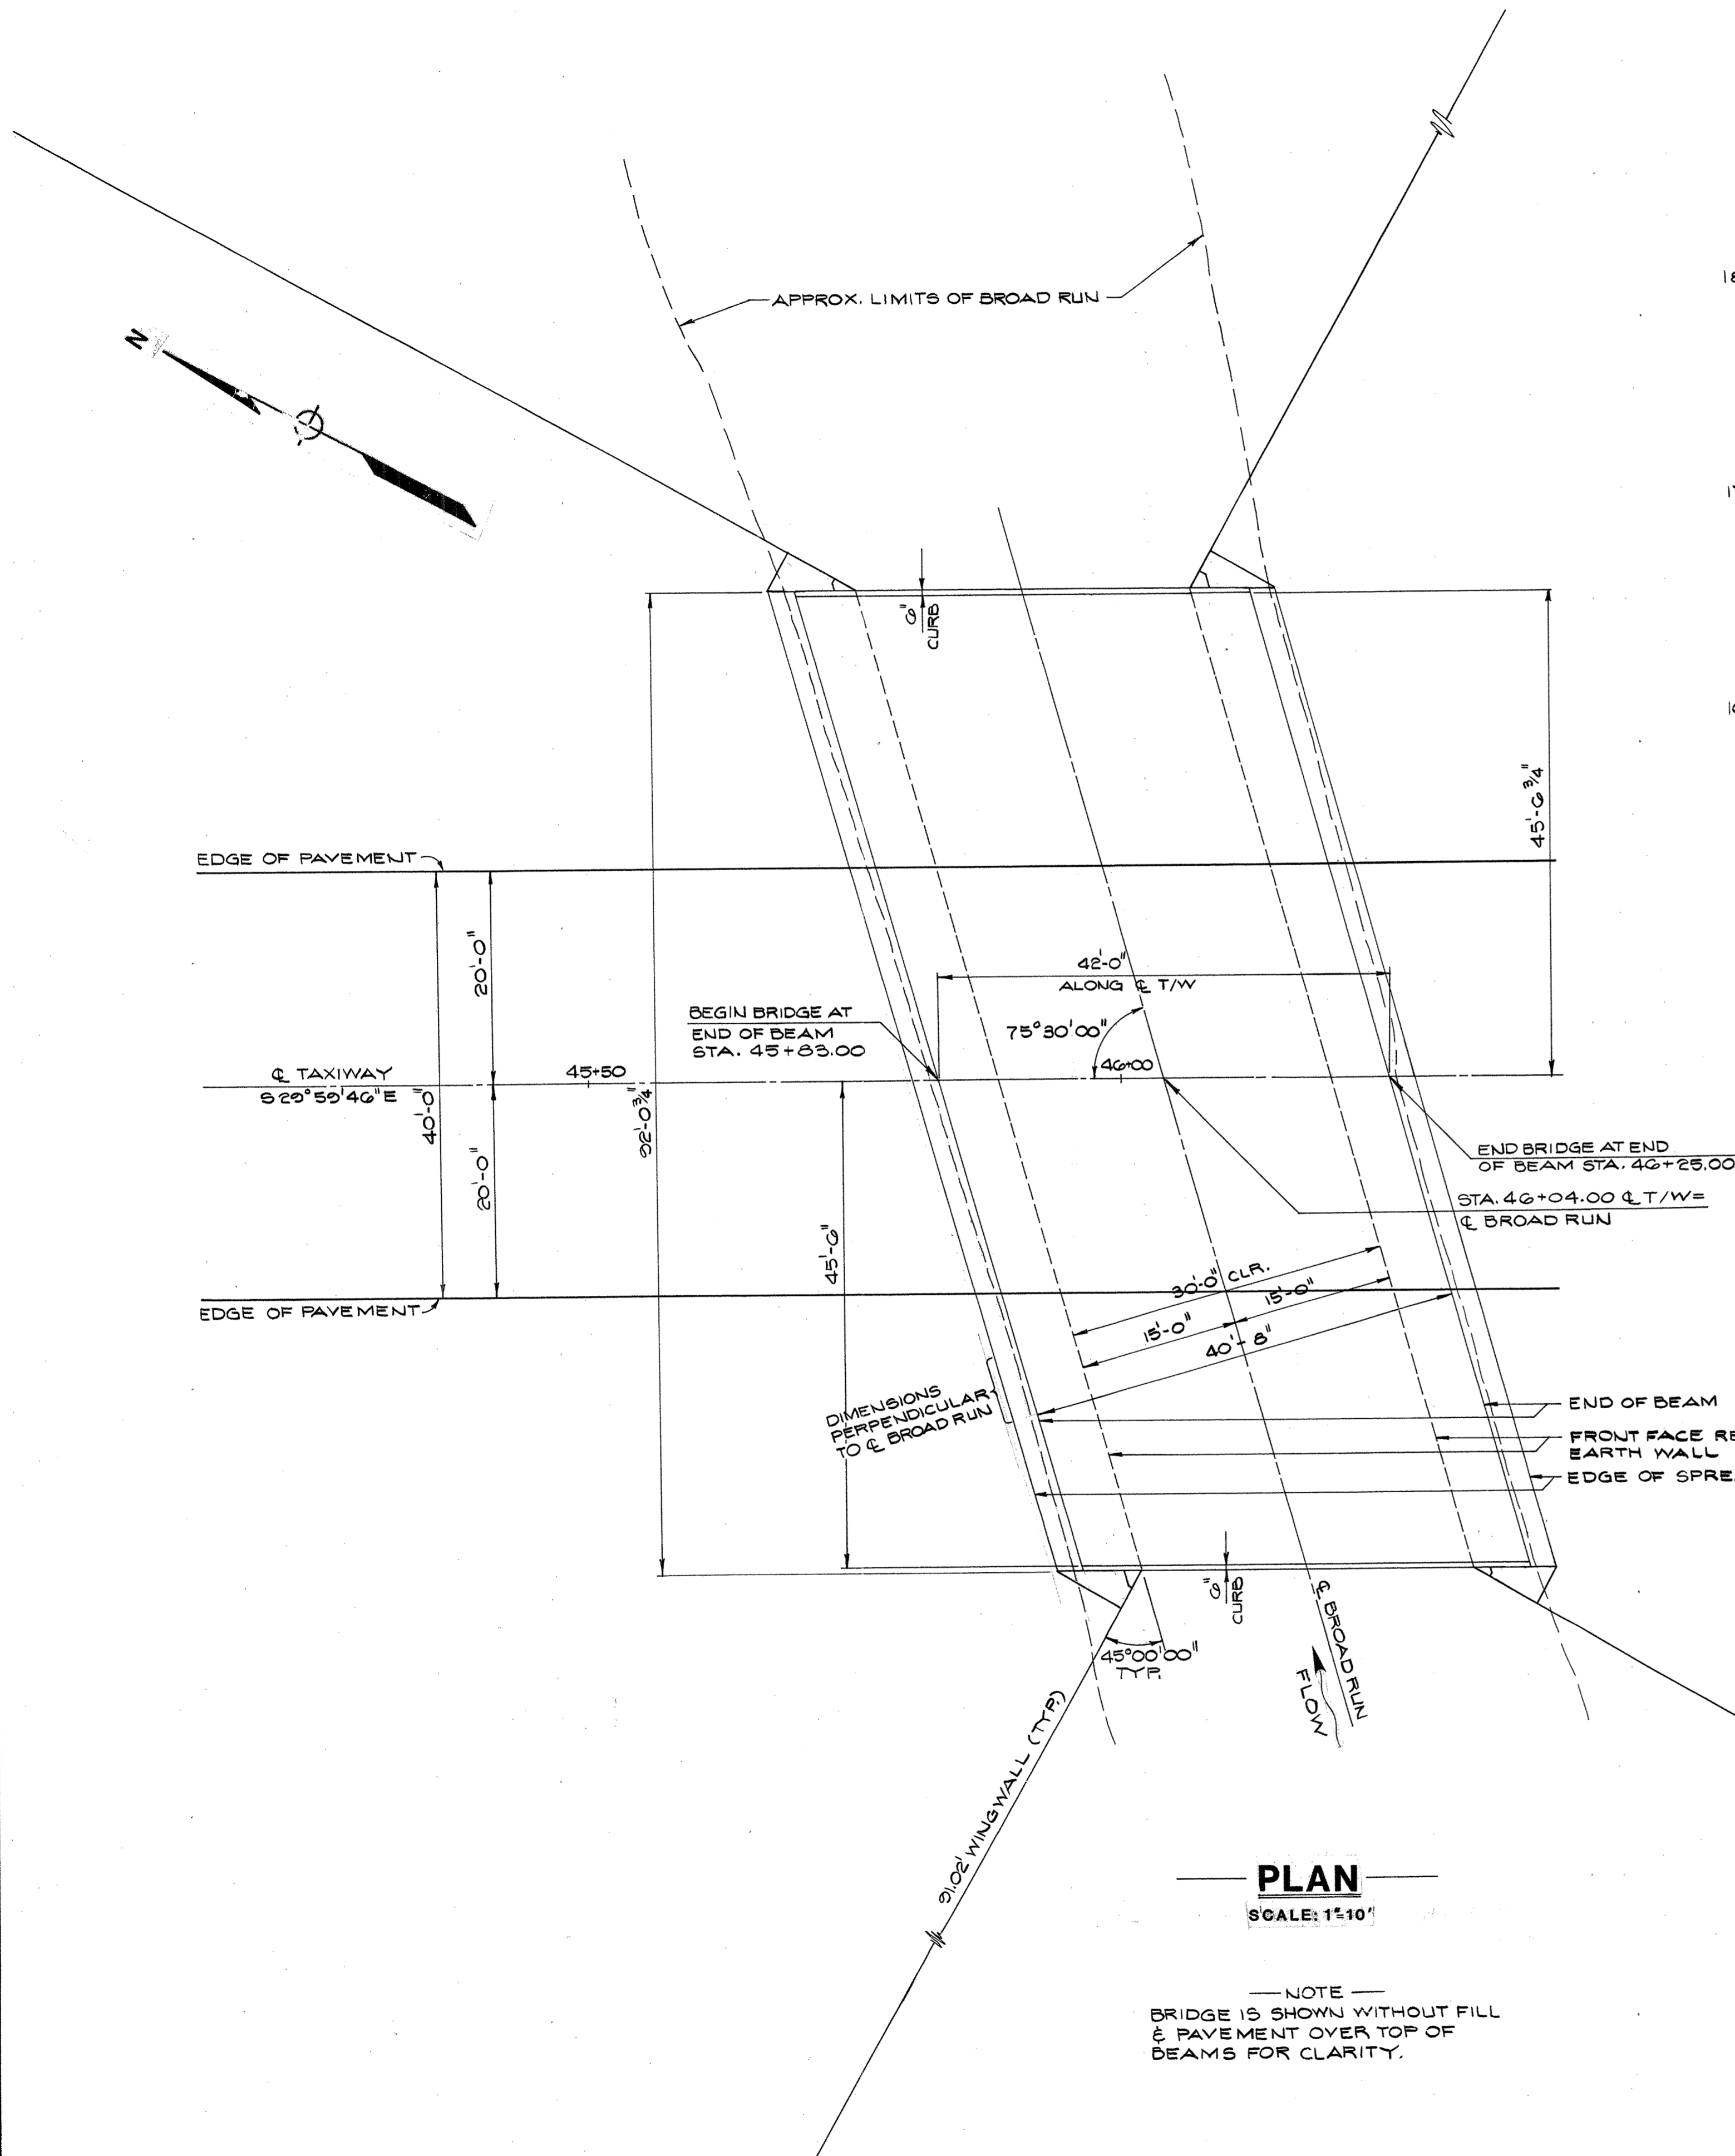 N
APPROX. LIMITS OF BROAD RUN
6"
CURB
45'-6 3/4"
EDGE OF PAVEMENT
20'-0"
42'-0"
ALONG ℄ T/W
BEGIN BRIDGE AT
END OF BEAM
STA. 45+83.00
75°30'00"
46+00
℄ TAXIWAY
S29°59'46"E
45+50
40'-0"
92'-0 3/4"
20'-0"
END BRIDGE AT END
OF BEAM STA. 46+25.00
STA. 46+04.00 ℄ T/W=
℄ BROAD RUN
45'-6"
30'-0" CLR.
15'-0"
15'-0"
40'-8"
EDGE OF PAVEMENT
DIMENSIONS
PERPENDICULAR
TO ℄ BROAD RUN
END OF BEAM
FRONT FACE RE
EARTH WALL
EDGE OF SPRE
6"
CURB
℄ BROAD RUN
FLOW
45°00'00"
TYP.
91.02' WINGWALL (TYP.)
PLAN
SCALE: 1"=10'
NOTE
BRIDGE IS SHOWN WITHOUT FILL
& PAVEMENT OVER TOP OF
BEAMS FOR CLARITY.